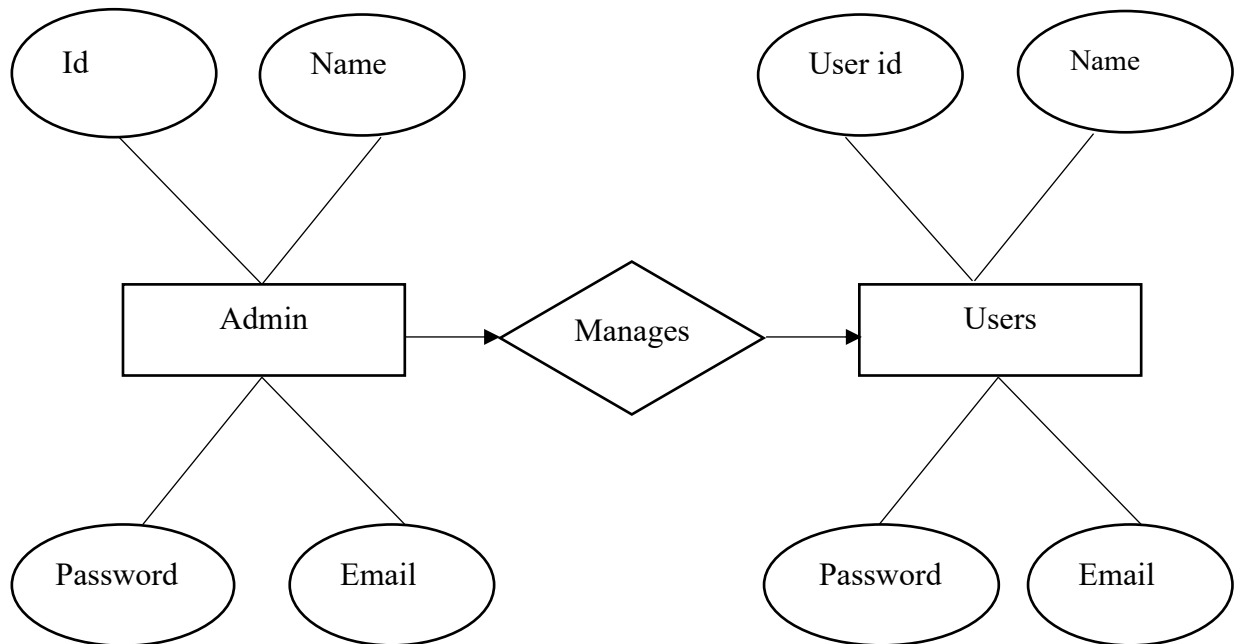 Id
Name
User id
Name
Admin
Manages
Users
Password
Email
Password
Email